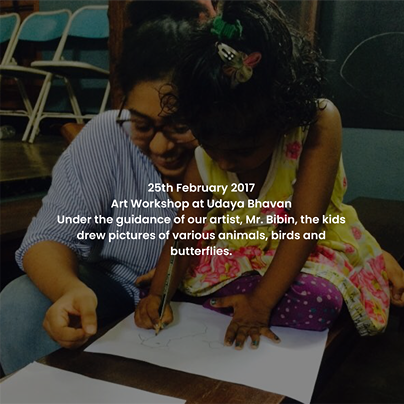 25th February 2017
Art Workshop at Udaya Bhavan
Under the guidance of our artist, Mr. Bibin, the kids
drew pictures of various animals, birds and
butterflies.